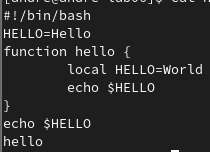 #!/bin/bash
HELLO=Hello
function hello {
        local HELLO=World
        echo $HELLO
}
echo $HELLO
hello